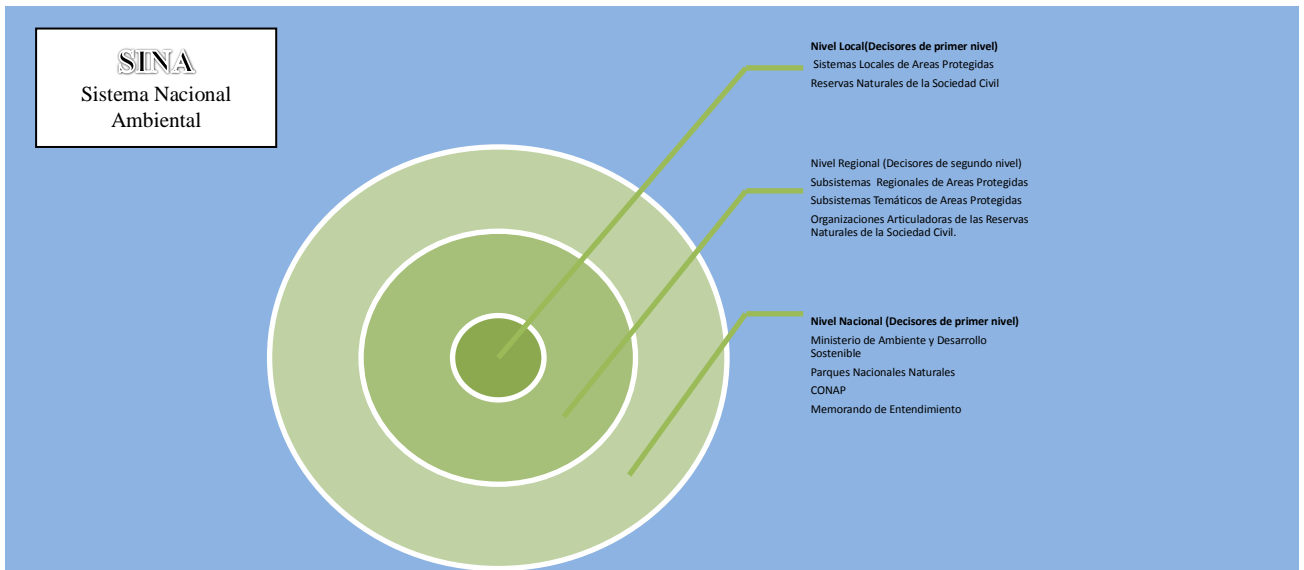 SINA
Sistema Nacional
Ambiental
Nivel Local(Decisores de primer nivel)
Sistemas Locales de Areas Protegidas
Reservas Naturales de la Sociedad Civil
Nivel Regional (Decisores de segundo nivel)
Subsistemas Regionales de Areas Protegidas
Subsistemas Temáticos de Areas Protegidas
Organizaciones Articuladoras de las Reservas
Naturales de la Sociedad Civil.
Nivel Nacional (Decisores de primer nivel)
Ministerio de Ambiente y Desarrollo
Sostenible
Parques Nacionales Naturales
CONAP
Memorando de Entendimiento